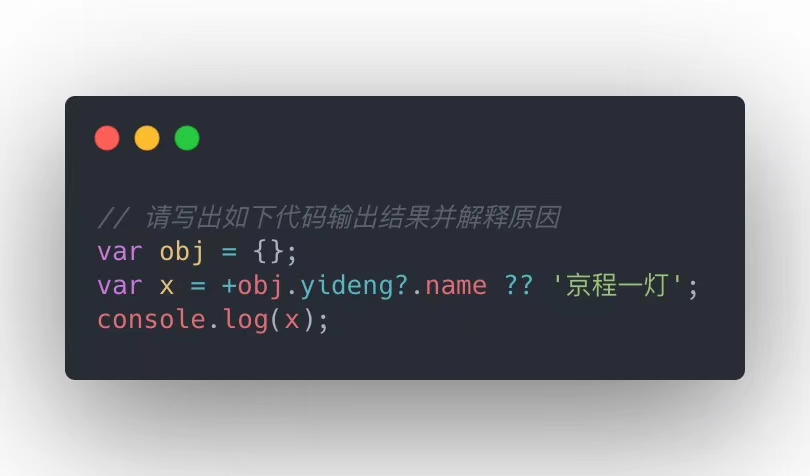 // 请写出如下代码输出结果并解释原因
var obj = {};
var x = +obj.yideng?.name ?? '京程一灯';
console.log(x);